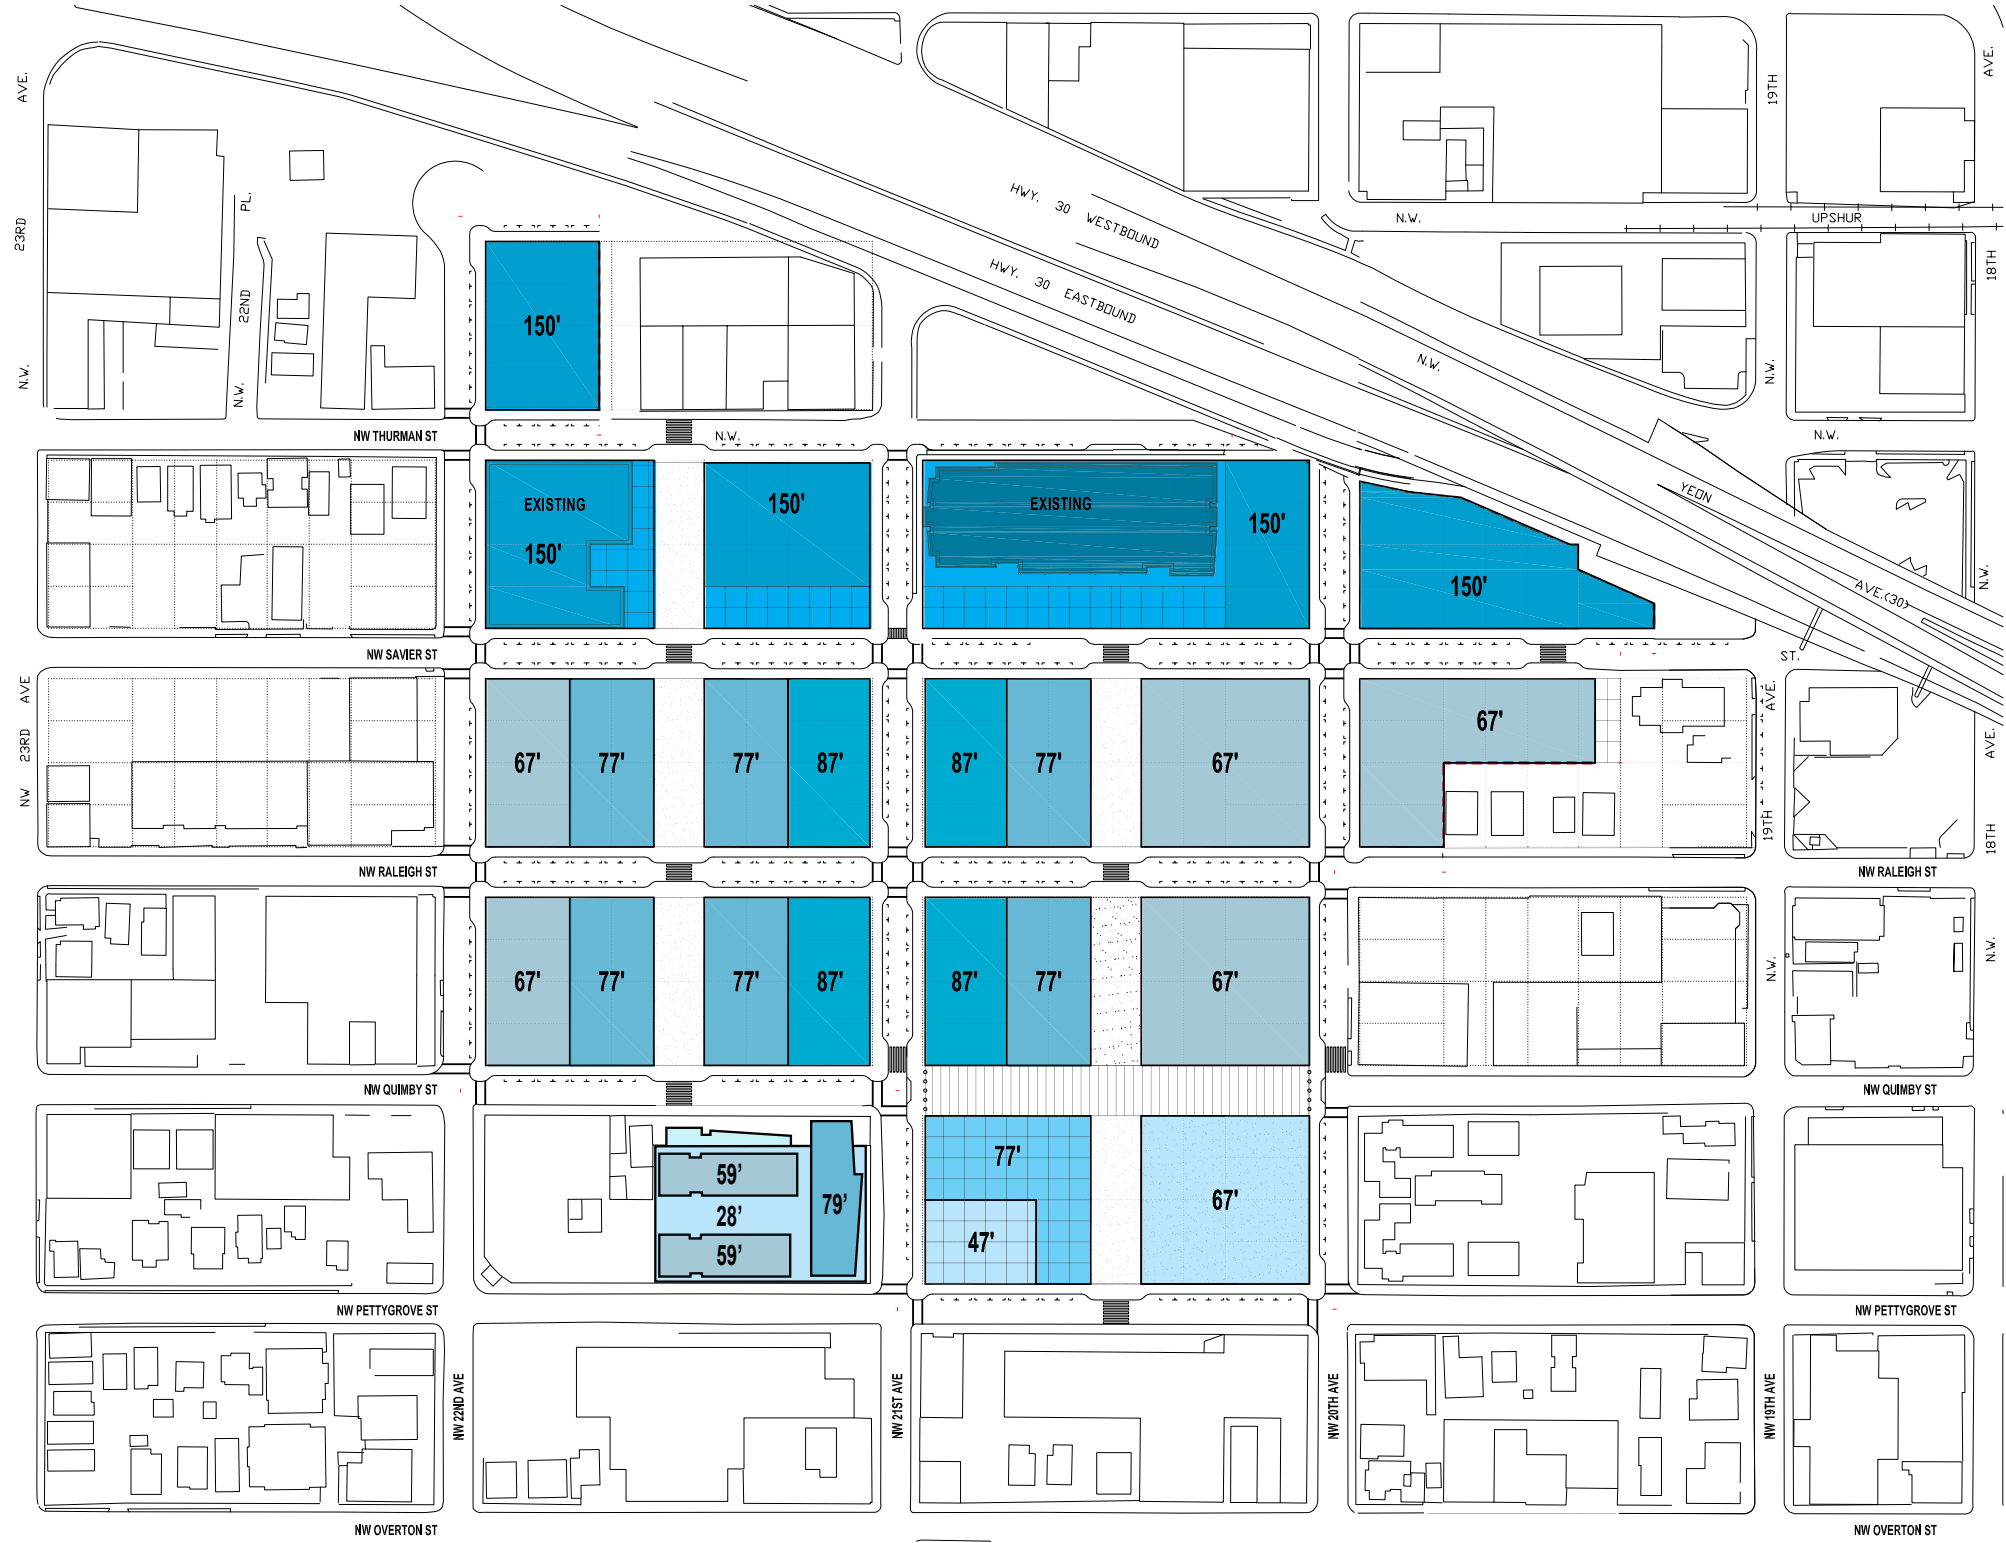 AVE.
AVE.
19TH
PL.
HWY. 30 WESTBOUND
N.W.
UPSHUR
23RD
18TH
HWY. 30 EASTBOUND
22ND
150'
N.W.
N.W.
N.W.
N.W.
NW THURMAN ST
N.W.
N.W.
YEON
EXISTING
150'
EXISTING
150'
150'
150'
AVE.(30)
N.W.
NW SAVIER ST
ST.
AVE
AVE.
23RD
NW
67'
77'
77'
87'
87'
77'
67'
67'
AVE.
19TH
18TH
NW RALEIGH ST
NW RALEIGH ST
67'
77'
77'
87'
87'
77'
67'
N.W.
N.W.
NW QUIMBY ST
NW QUIMBY ST
59'
28'
59'
79'
77'
47'
67'
NW PETTYGROVE ST
NW PETTYGROVE ST
NW 22ND AVE
NW 21ST AVE
NW 20TH AVE
NW 19TH AVE
NW OVERTON ST
NW OVERTON ST